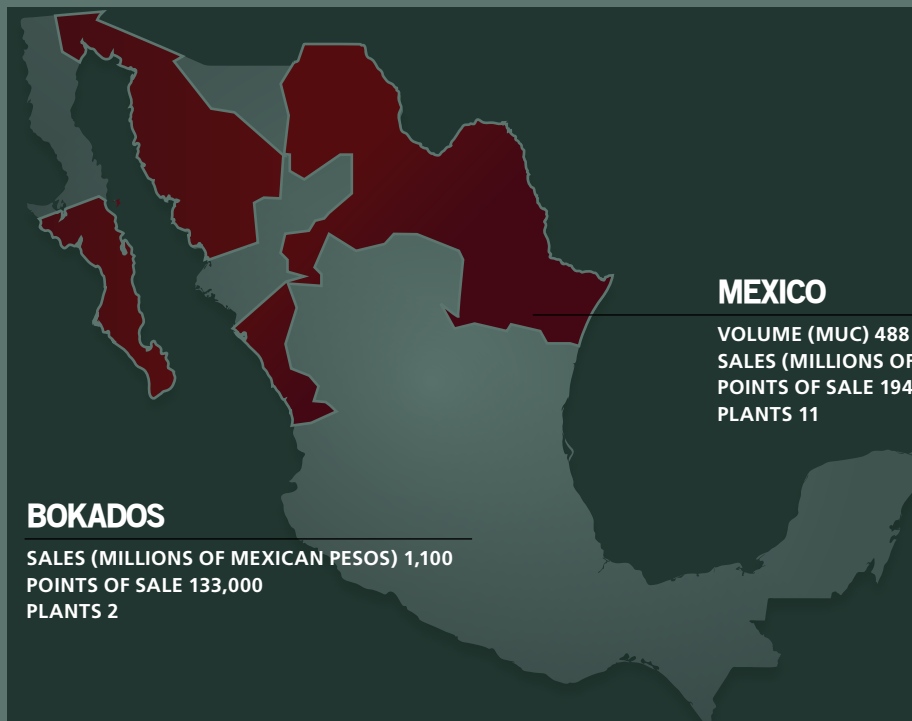 MEXICO
VOLUME (MUC) 488
SALES (MILLIONS OF
POINTS OF SALE 194
PLANTS 11
BOKADOS
SALES (MILLIONS OF MEXICAN PESOS) 1,100
POINTS OF SALE 133,000
PLANTS 2